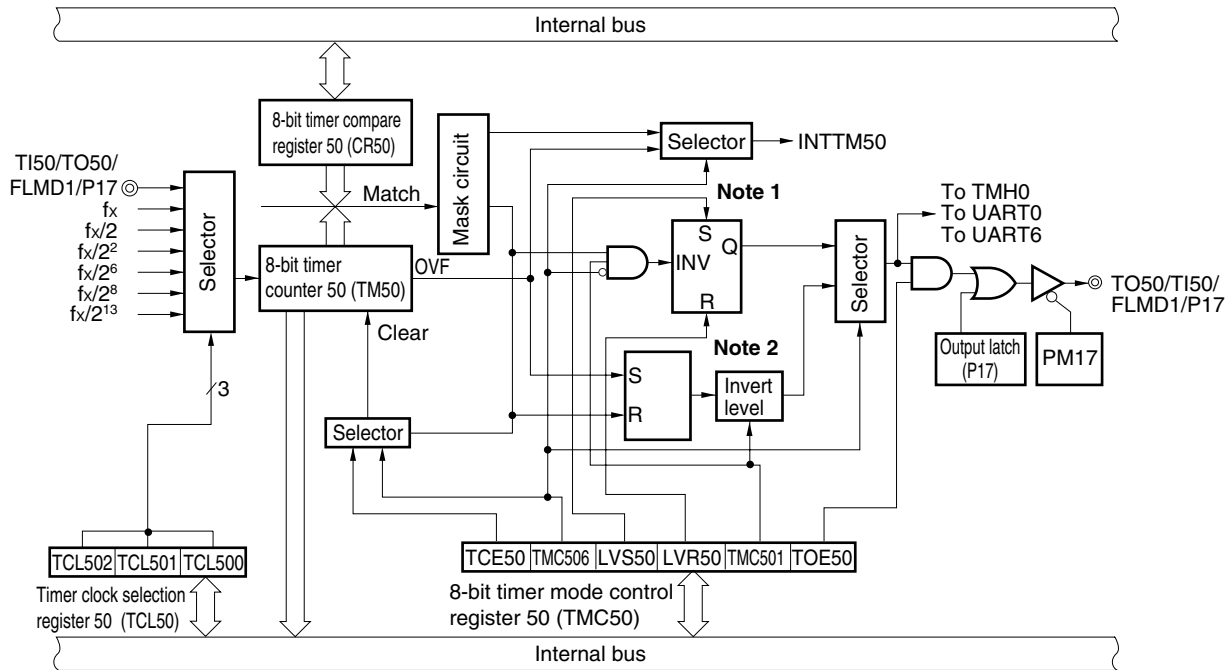 Internal bus
8-bit timer compare
register 50 (CR50)
Mask circuit
Selector
INTTM50
TI50/TO50/
FLMD1/P17
fx
fx/2
fx/2²
fx/2⁶
fx/2⁸
fx/2¹³
Selector
Match
Note 1
To TMH0
To UART0
To UART6
8-bit timer
counter 50 (TM50)
OVF
S
Q
INV
R
Selector
TO50/TI50/
FLMD1/P17
Clear
Note 2
Output latch
(P17)
PM17
3
S
R
Invert
level
Selector
TCL502 TCL501 TCL500
Timer clock selection
register 50 (TCL50)
TCE50 TMC506 LVS50 LVR50 TMC501 TOE50
8-bit timer mode control
register 50 (TMC50)
Internal bus